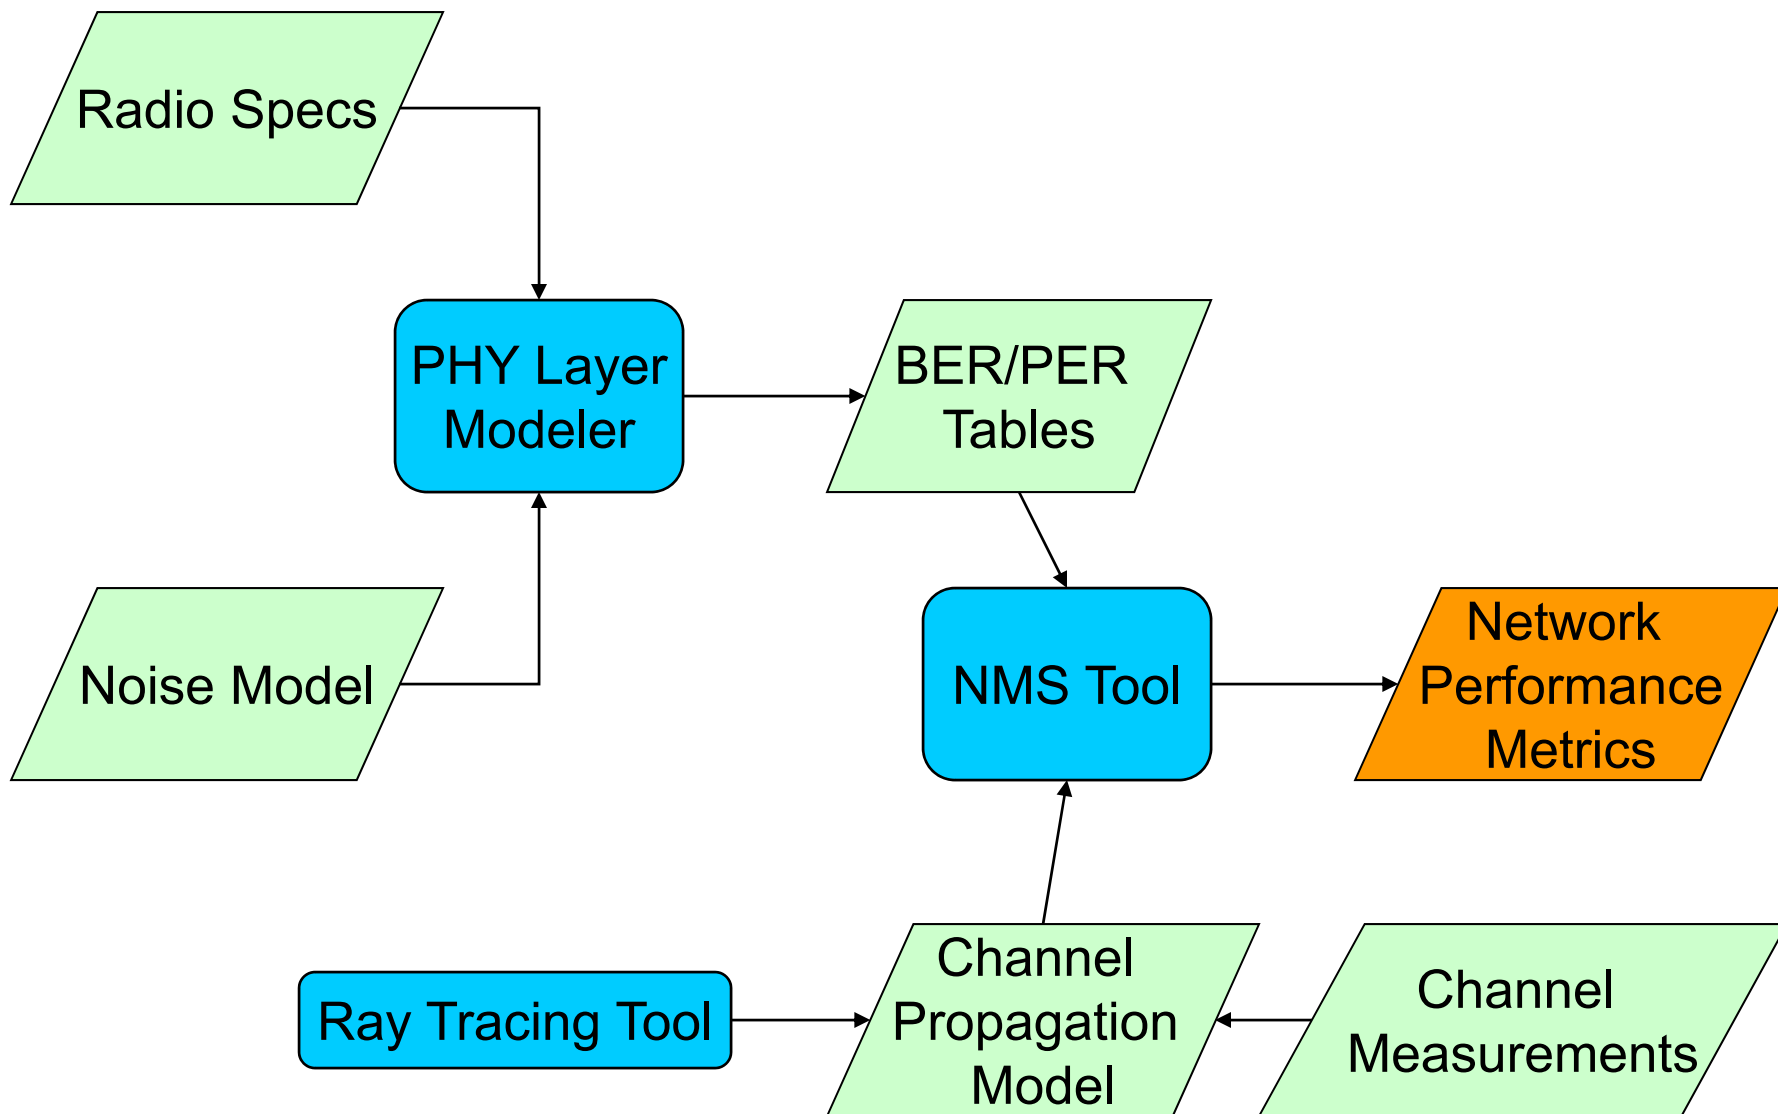 Radio Specs
PHY Layer
Modeler
BER/PER
Tables
Noise Model
NMS Tool
Network
Performance
Metrics
Ray Tracing Tool
Channel
Propagation
Model
Channel
Measurements